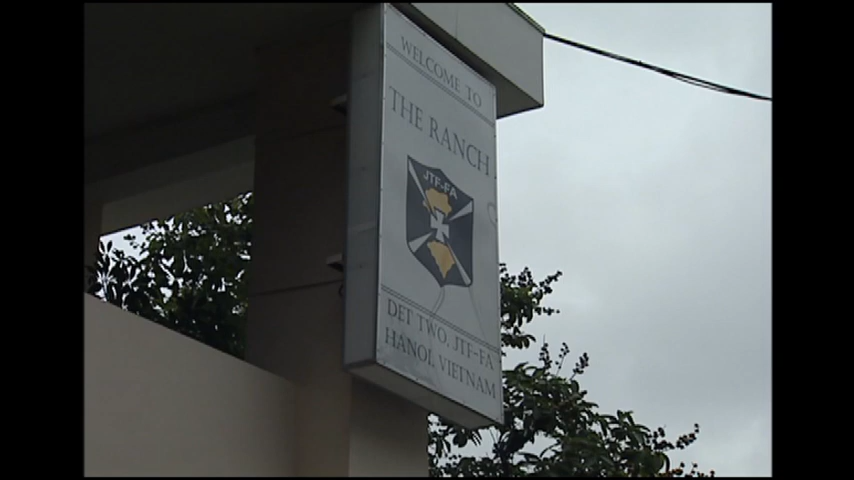 WELCOME TO
THE RANCH
JTF-FA
DET TWO, JTF-FA
HANOI, VIETNAM